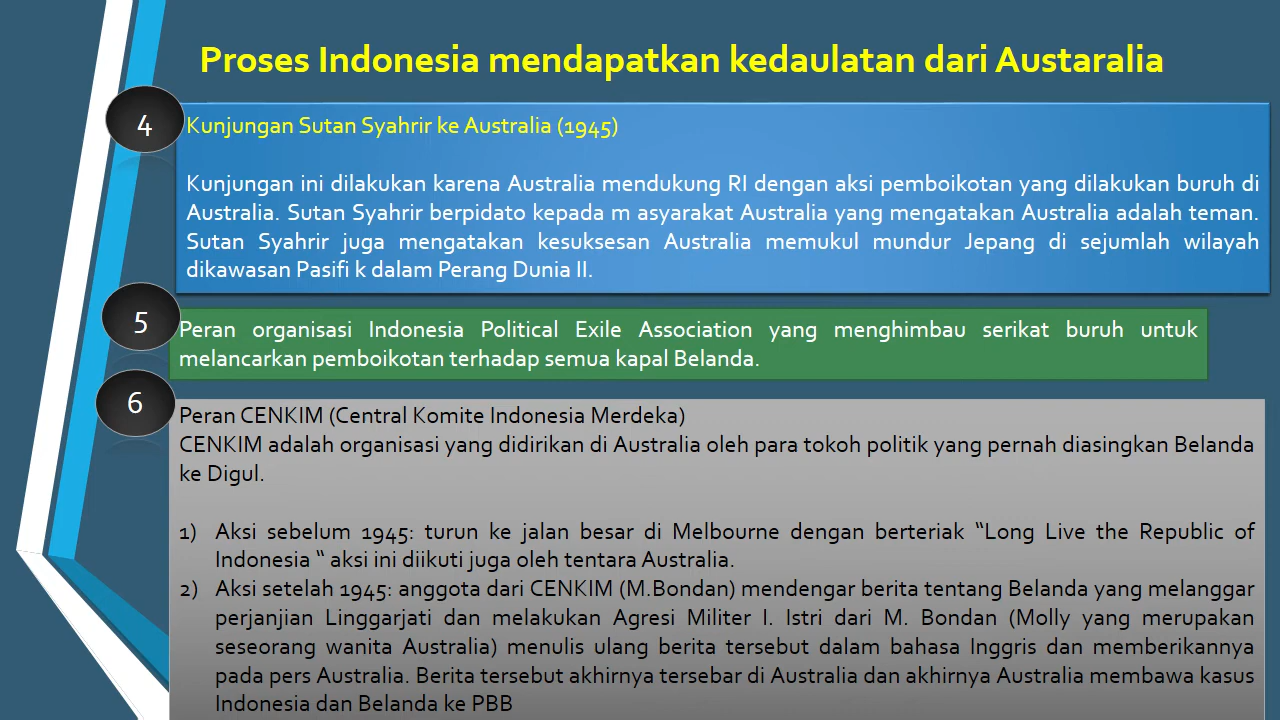 Proses Indonesia mendapatkan kedaulatan dari Austaralia
4
Kunjungan Sutan Syahrir ke Australia (1945)
Kunjungan ini dilakukan karena Australia mendukung RI dengan aksi pemboikotan yang dilakukan buruh di
Australia. Sutan Syahrir berpidato kepada m asyarakat Australia yang mengatakan Australia adalah teman.
Sutan Syahrir juga mengatakan kesuksesan Australia memukul mundur Jepang di sejumlah wilayah
dikawasan Pasifi k dalam Perang Dunia II.
5
Peran organisasi Indonesia Political Exile Association yang menghimbau serikat buruh untuk
melancarkan pemboikotan terhadap semua kapal Belanda.
6
Peran CENKIM (Central Komite Indonesia Merdeka)
CENKIM adalah organisasi yang didirikan di Australia oleh para tokoh politik yang pernah diasingkan Belanda
ke Digul.
1) Aksi sebelum 1945: turun ke jalan besar di Melbourne dengan berteriak “Long Live the Republic of
Indonesia “ aksi ini diikuti juga oleh tentara Australia.
2) Aksi setelah 1945: anggota dari CENKIM (M.Bondan) mendengar berita tentang Belanda yang melanggar
perjanjian Linggarjati dan melakukan Agresi Militer I. Istri dari M. Bondan (Molly yang merupakan
seseorang wanita Australia) menulis ulang berita tersebut dalam bahasa Inggris dan memberikannya
pada pers Australia. Berita tersebut akhirnya tersebar di Australia dan akhirnya Australia membawa kasus
Indonesia dan Belanda ke PBB